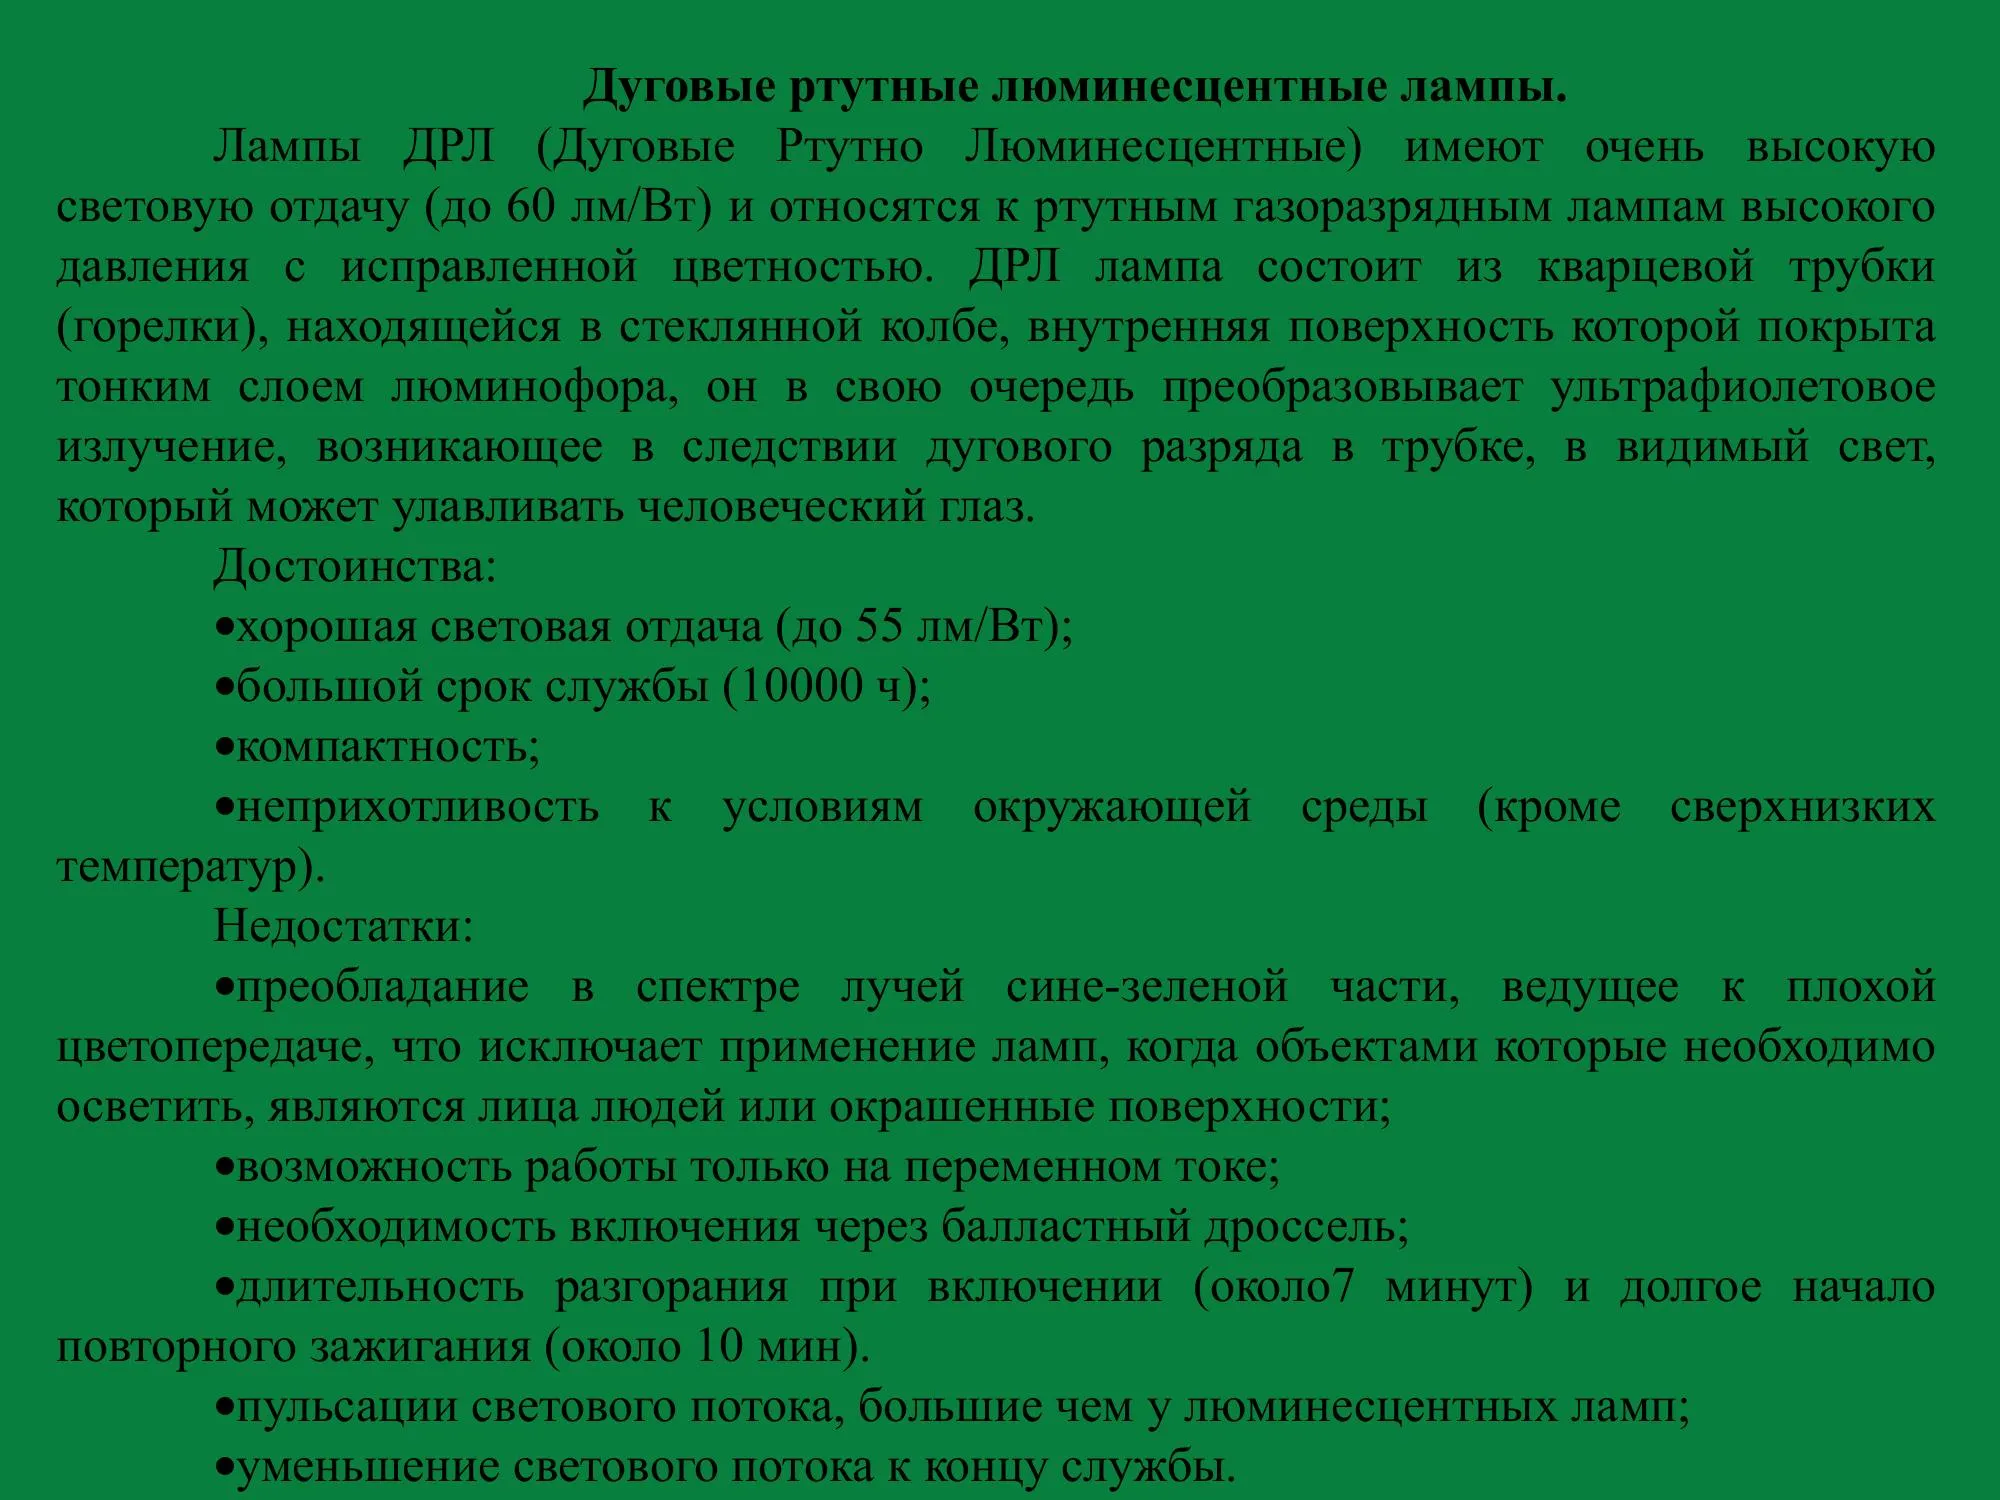 Дуговые ртутные люминесцентные лампы.
Лампы ДРЛ (Дуговые Ртутно Люминесцентные) имеют очень высокую
световую отдачу (до 60 лм/Вт) и относятся к ртутным газоразрядным лампам высокого
давления с исправленной цветностью. ДРЛ лампа состоит из кварцевой трубки
(горелки), находящейся в стеклянной колбе, внутренняя поверхность которой покрыта
тонким слоем люминофора, он в свою очередь преобразовывает ультрафиолетовое
излучение, возникающее в следствии дугового разряда в трубке, в видимый свет,
который может улавливать человеческий глаз.
Достоинства:
•хорошая световая отдача (до 55 лм/Вт);
•большой срок службы (10000 ч);
•компактность;
•неприхотливость к условиям окружающей среды (кроме сверхнизких
температур).
Недостатки:
•преобладание в спектре лучей сине-зеленой части, ведущее к плохой
цветопередаче, что исключает применение ламп, когда объектами которые необходимо
осветить, являются лица людей или окрашенные поверхности;
•возможность работы только на переменном токе;
•необходимость включения через балластный дроссель;
•длительность разгорания при включении (около7 минут) и долгое начало
повторного зажигания (около 10 мин).
•пульсации светового потока, большие чем у люминесцентных ламп;
•уменьшение светового потока к концу службы.